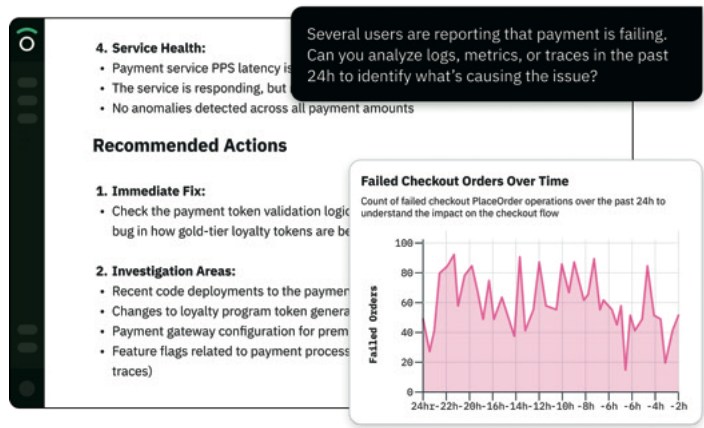 Several users are reporting that payment is failing.
Can you analyze logs, metrics, or traces in the past
24h to identify what's causing the issue?
4. Service Health:
• Payment service PPS latency is
• The service is responding, but
• No anomalies detected across all payment amounts
Recommended Actions
1. Immediate Fix:
• Check the payment token validation logic
bug in how gold-tier loyalty tokens are be
2. Investigation Areas:
• Recent code deployments to the paymen
• Changes to loyalty program token genera
• Payment gateway configuration for prem
• Feature flags related to payment process
traces)
Failed Checkout Orders Over Time
Count of failed checkout PlaceOrder operations over the past 24h to
understand the impact on the checkout flow
Failed Orders
100
80
60
40
20
0
24hr-22h-20h-16h-14h-12h-10h -8h -6h -6h -4h -2h